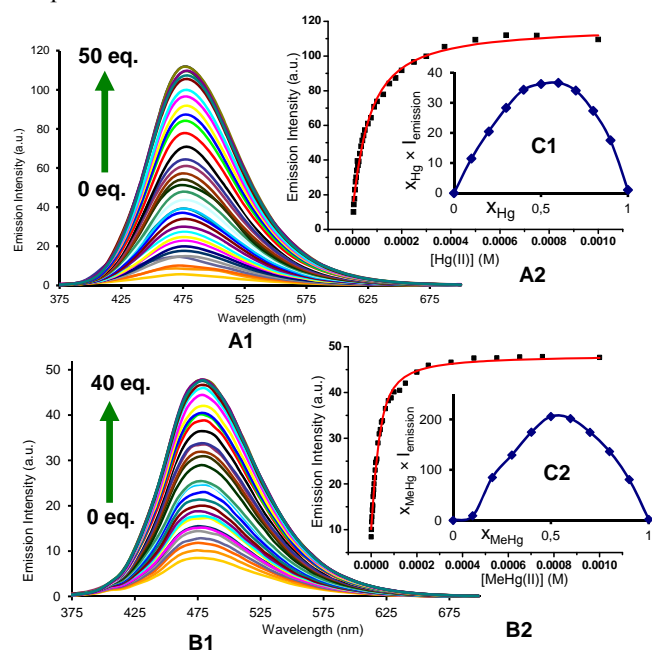 50 eq.
0 eq.
Emission Intensity (a.u.)
120
100
80
60
40
20
0
375 425 475 525 575 625 675
Wavelength (nm)
A1
Emission Intensity (a.u.)
120
100
80
60
40
20
0
0.0000 0.0002 0.0004 0.0006 0.0008 0.0010
[Hg(II)] (M)
A2
xHg × Iemission
40
30
20
10
0
0 0,5 1
xHg
C1
40 eq.
0 eq.
Emission Intensity (a.u.)
50
40
30
20
10
0
375 425 475 525 575 625 675
Wavelength (nm)
B1
Emission Intensity (a.u.)
50
40
30
20
10
0.0000 0.0002 0.0004 0.0006 0.0008 0.0010
[MeHg(II)] (M)
B2
xMeHg × Iemission
200
100
0
0 0,5 1
xMeHg
C2